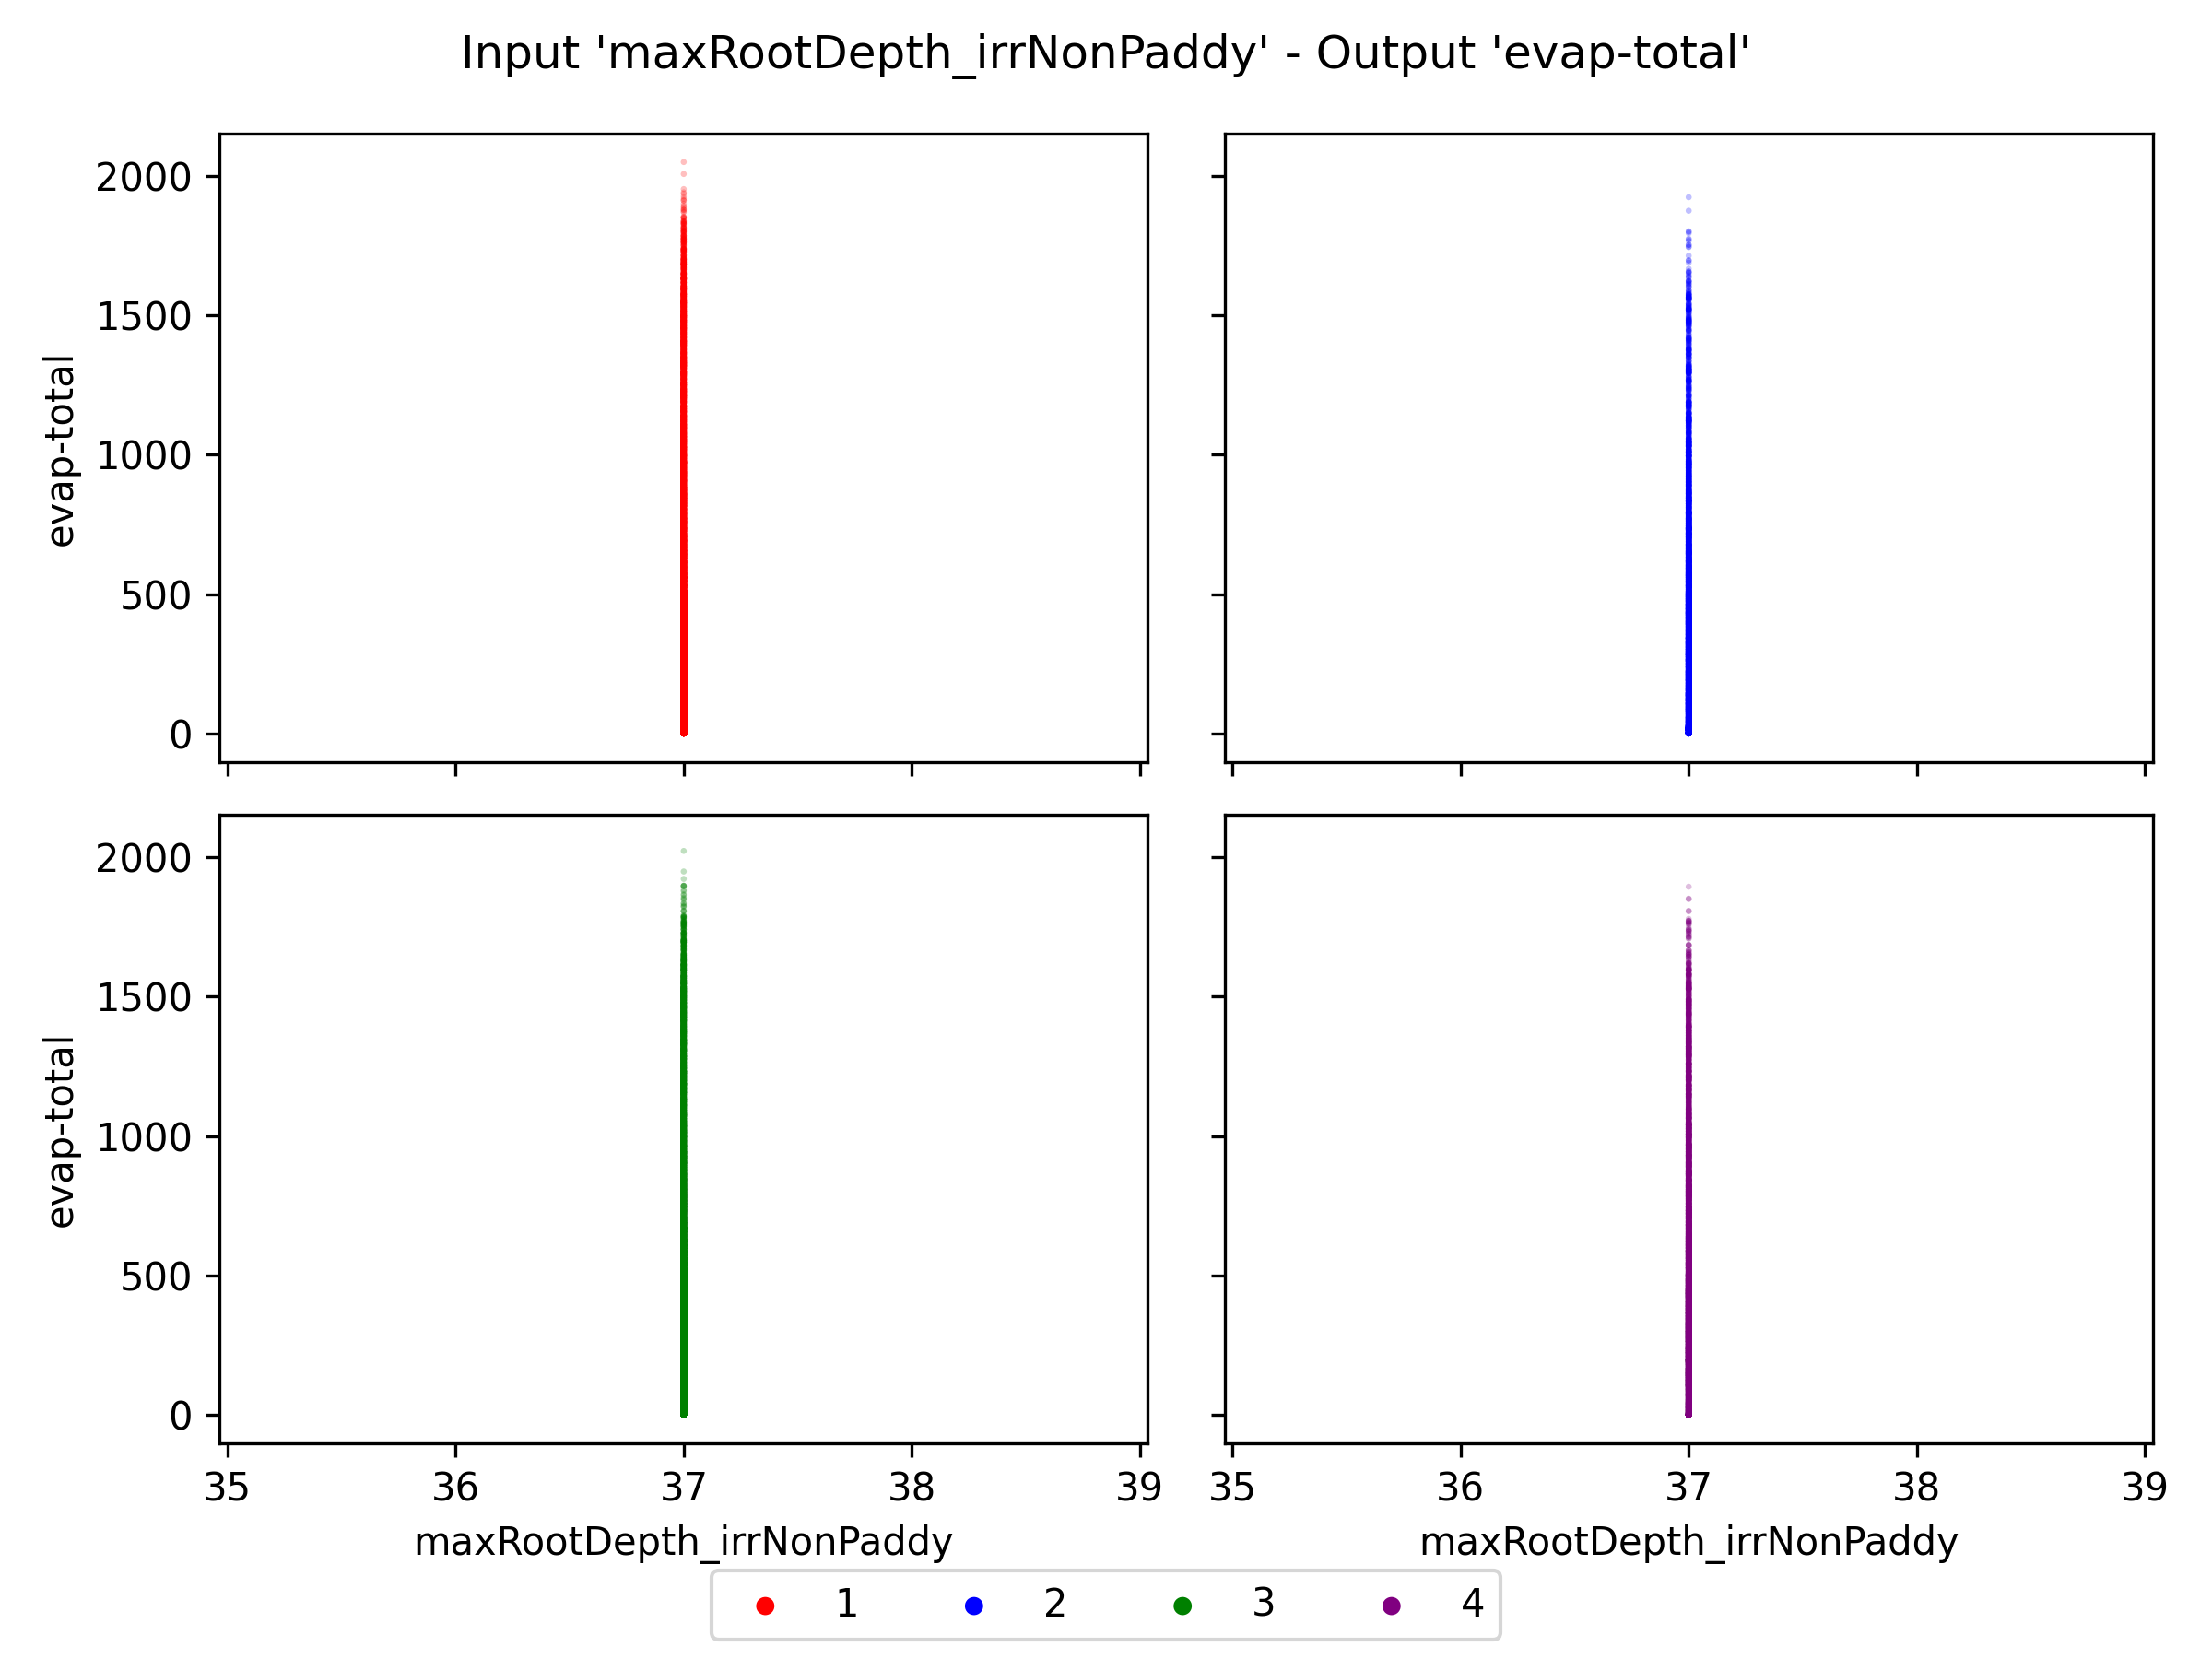 Input 'maxRootDepth_irrNonPaddy' - Output 'evap-total'
2000
1500
1000
500
0
evap-total
2000
1500
1000
500
0
evap-total
35 36 37 38 39 35 36 37 38 39
maxRootDepth_irrNonPaddy maxRootDepth_irrNonPaddy
1 2 3 4